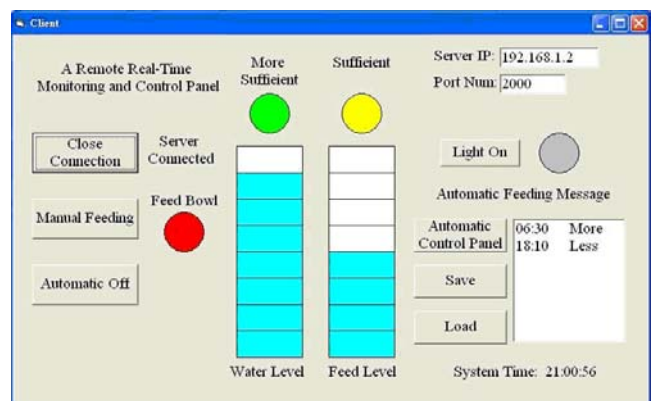 Client
A Remote Real-Time
Monitoring and Control Panel
More
Sufficient
Sufficient
Server IP: 192.168.1.2
Port Num: 2000
Close
Connection
Server
Connected
Light On
Manual Feeding
Feed Bowl
Automatic Feeding Message
Automatic
Control Panel
06:30 More
18:10 Less
Automatic Off
Save
Load
Water Level
Feed Level
System Time: 21:00:56